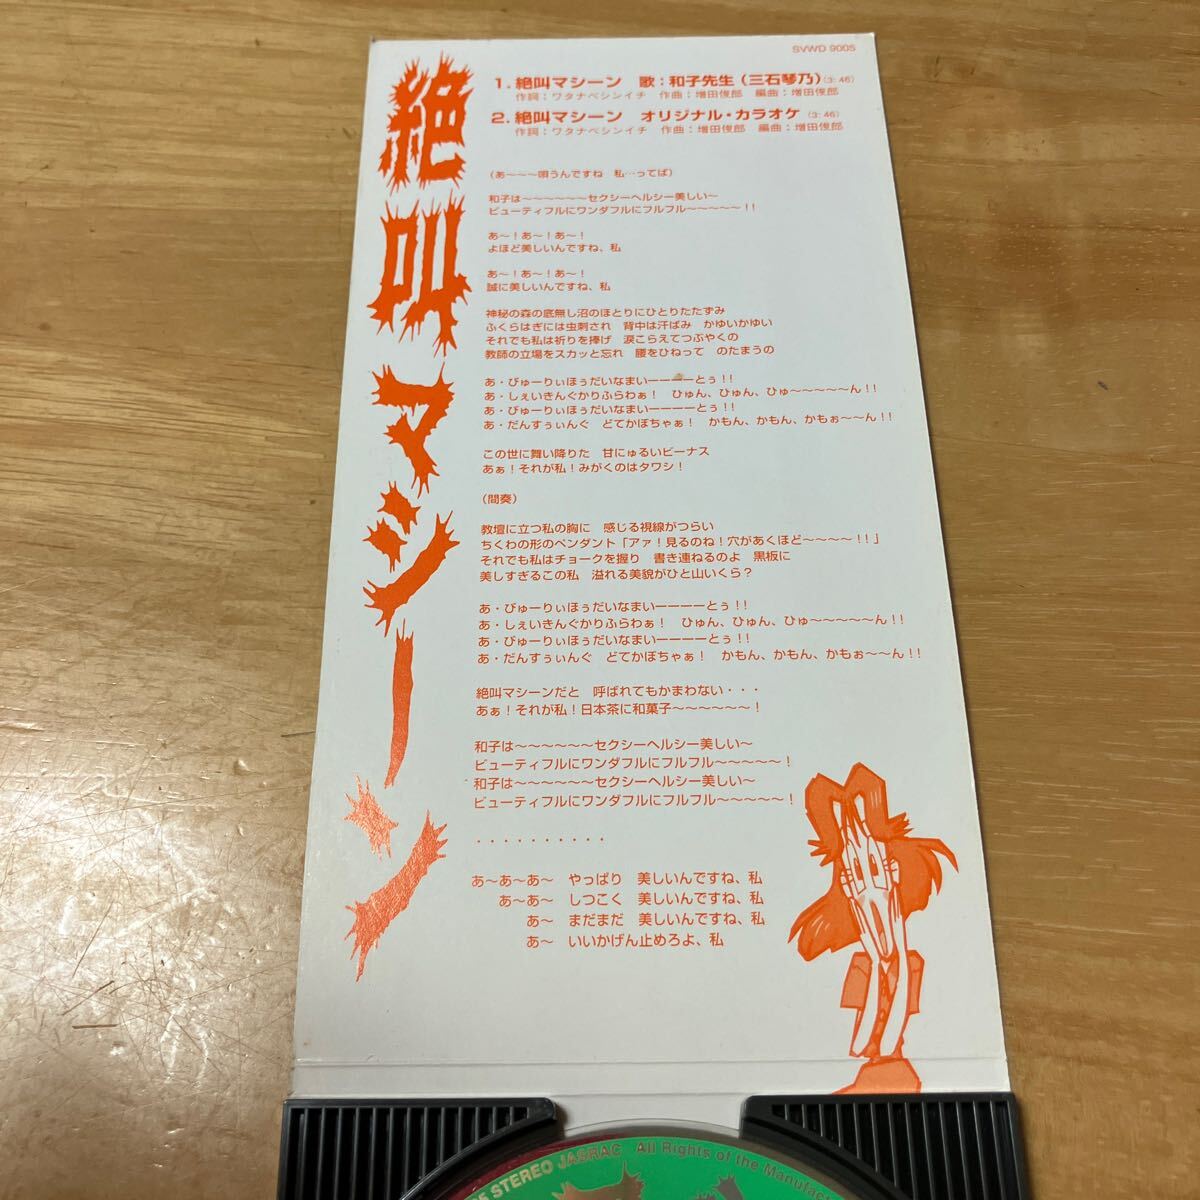 絶叫マシーン
SVWD 9005
1. 絶叫マシーン　歌：和子先生（三石琴乃）(3:46)
作詞：ワタナベシンイチ　作曲：増田俊郎　編曲：増田俊郎
2. 絶叫マシーン　オリジナル・カラオケ (3:46)
作詞：ワタナベシンイチ　作曲：増田俊郎　編曲：増田俊郎
（あ〜〜〜唄うんですね　私…ってば）
和子は〜〜〜〜〜〜セクシーヘルシー美しい〜
ビューティフルにワンダフルにフルフル〜〜〜〜〜！！
あ〜！あ〜！あ〜！
よほど美しいんですね、私
あ〜！あ〜！あ〜！
誠に美しいんですね、私
神秘の森の底無し沼のほとりにひとりたたずみ
ふくらはぎには虫刺され　背中は汗ばみ　かゆいかゆい
それでも私は祈りを捧げ　涙こらえてつぶやくの
教師の立場をスカッと忘れ　腰をひねって　のたまうの
あ・びゅーりぃほぅだいなまいーーーーとぅ！！
あ・しぇいきんぐかりふらわぁ！　ひゅん、ひゅん、ひゅ〜〜〜〜〜ん！！
あ・びゅーりぃほぅだいなまいーーーーとぅ！！
あ・だんすぅぃんぐ　どてかぼちゃぁ！　かもん、かもん、かもぉ〜〜ん！！
この世に舞い降りた　甘にゅるいビーナス
あぁ！それが私！みがくのはタワシ！
（間奏）
教壇に立つ私の胸に　感じる視線がつらい
ちくわの形のペンダント「アァ！見るのね！穴があくほど〜〜〜〜！！」
それでも私はチョークを握り　書き連ねるのよ　黒板に
美しすぎるこの私　溢れる美貌がひと山いくら？
あ・びゅーりぃほぅだいなまいーーーーとぅ！！
あ・しぇいきんぐかりふらわぁ！　ひゅん、ひゅん、ひゅ〜〜〜〜〜ん！！
あ・びゅーりぃほぅだいなまいーーーーとぅ！！
あ・だんすぅぃんぐ　どてかぼちゃぁ！　かもん、かもん、かもぉ〜〜ん！！
絶叫マシーンだと　呼ばれてもかまわない・・・
あぁ！それが私！日本茶に和菓子〜〜〜〜〜〜！
和子は〜〜〜〜〜〜セクシーヘルシー美しい〜
ビューティフルにワンダフルにフルフル〜〜〜〜〜！
和子は〜〜〜〜〜〜セクシーヘルシー美しい〜
ビューティフルにワンダフルにフルフル〜〜〜〜〜！
・・・・・・・・・・
あ〜あ〜あ〜　やっぱり　美しいんですね、私
あ〜あ〜　しつこく　美しいんですね、私
あ〜　まだまだ　美しいんですね、私
あ〜　いいかげん止めろよ、私
5 STEREO JASRAC All Rights of the Manufact